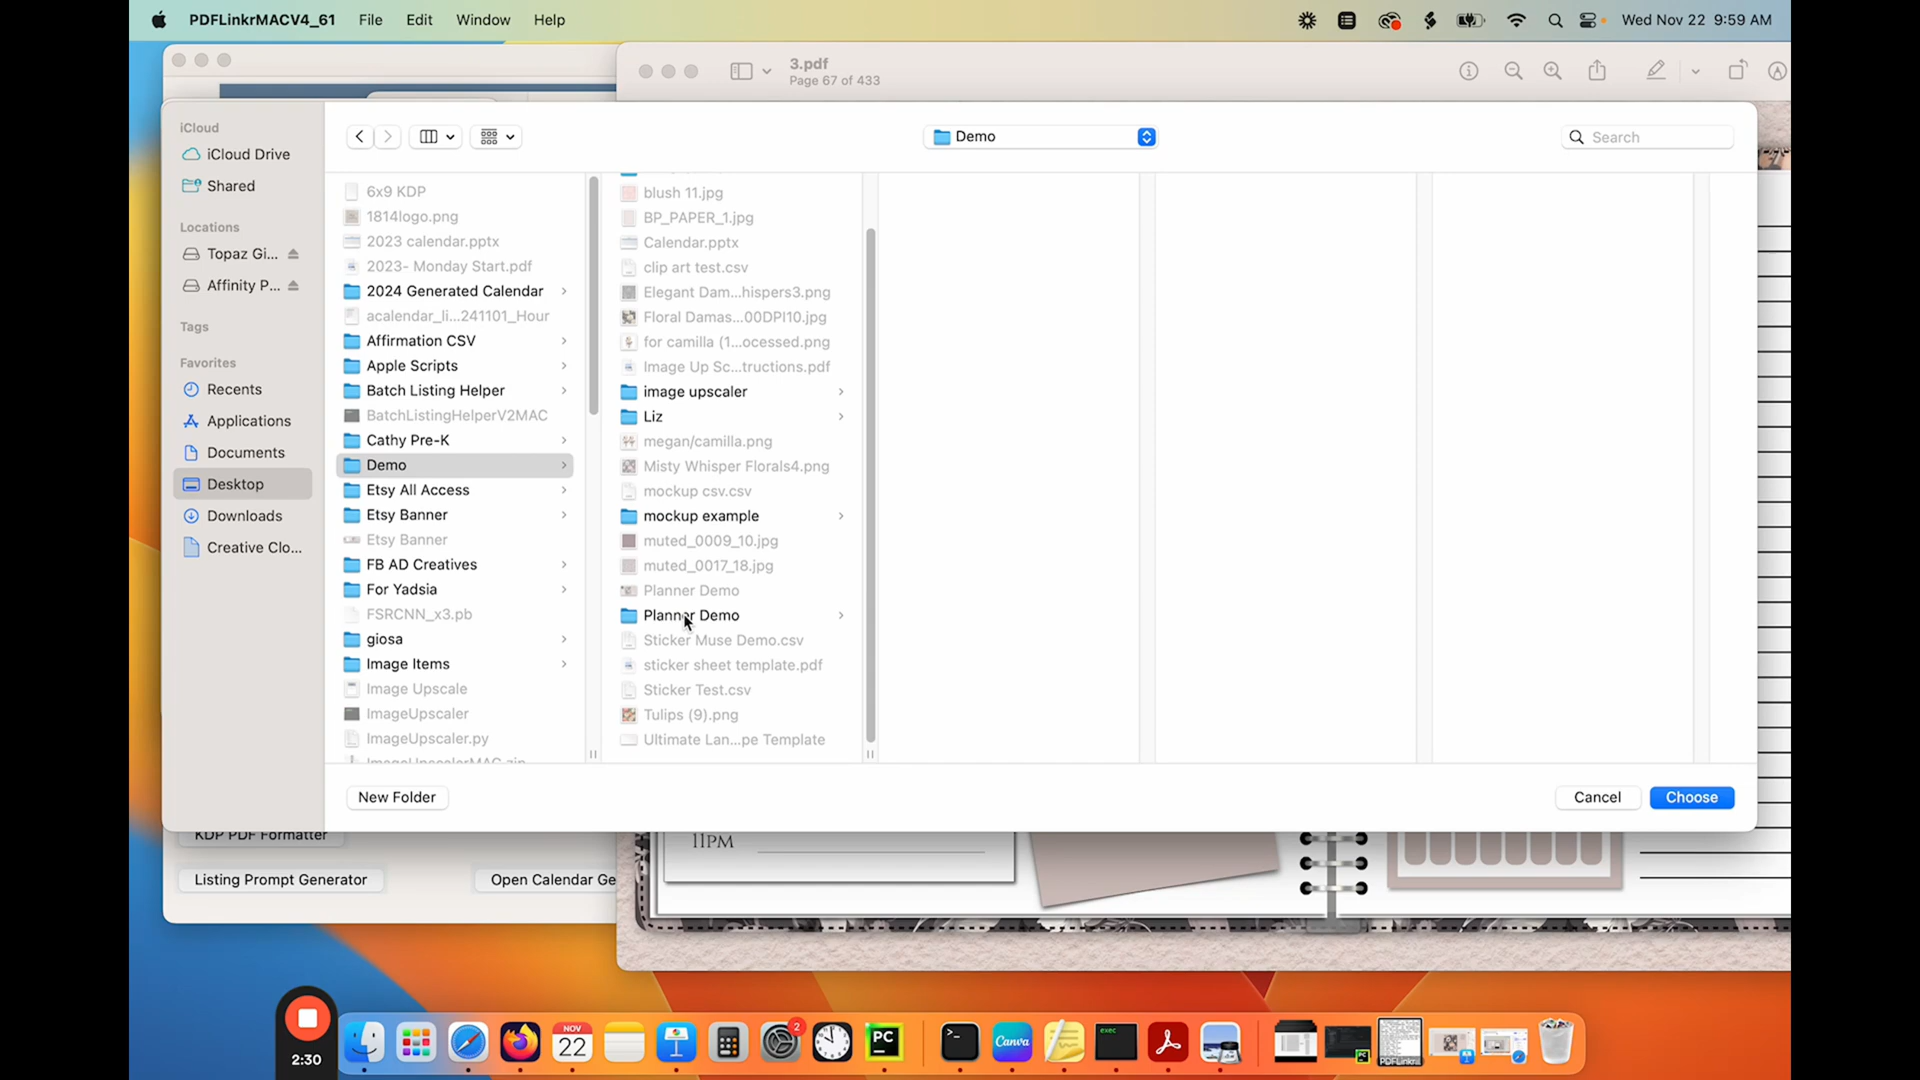 PDFLinkrMACV4_61 File Edit Window Help
Wed Nov 22 9:59 AM
3.pdf
Page 67 of 433
iCloud
iCloud Drive
Shared
Locations
Topaz Gi...
Affinity P...
Tags
Favorites
Recents
Applications
Documents
Desktop
Downloads
Creative Clo...
Demo
Search
6x9 KDP
1814logo.png
2023 calendar.pptx
2023- Monday Start.pdf
2024 Generated Calendar
acalendar_li...241101_Hour
Affirmation CSV
Apple Scripts
Batch Listing Helper
BatchListingHelperV2MAC
Cathy Pre-K
Demo
Etsy All Access
Etsy Banner
Etsy Banner
FB AD Creatives
For Yadsia
FSRCNN_x3.pb
giosa
Image Items
Image Upscale
ImageUpscaler
ImageUpscaler.py
ImageUpscalerMAC.zip
blush 11.jpg
BP_PAPER_1.jpg
Calendar.pptx
clip art test.csv
Elegant Dam...hispers3.png
Floral Damas...00DPI10.jpg
for camilla (1...ocessed.png
Image Up Sc...tructions.pdf
image upscaler
Liz
megan/camilla.png
Misty Whisper Florals4.png
mockup csv.csv
mockup example
muted_0009_10.jpg
muted_0017_18.jpg
Planner Demo
Planner Demo
Sticker Muse Demo.csv
sticker sheet template.pdf
Sticker Test.csv
Tulips (9).png
Ultimate Lan...pe Template
New Folder
Cancel
Choose
KDP PDF Formatter
11PM
Listing Prompt Generator
Open Calendar Ge
2:30
NOV
22
2
PC
Canva
exec
PDFLinkr